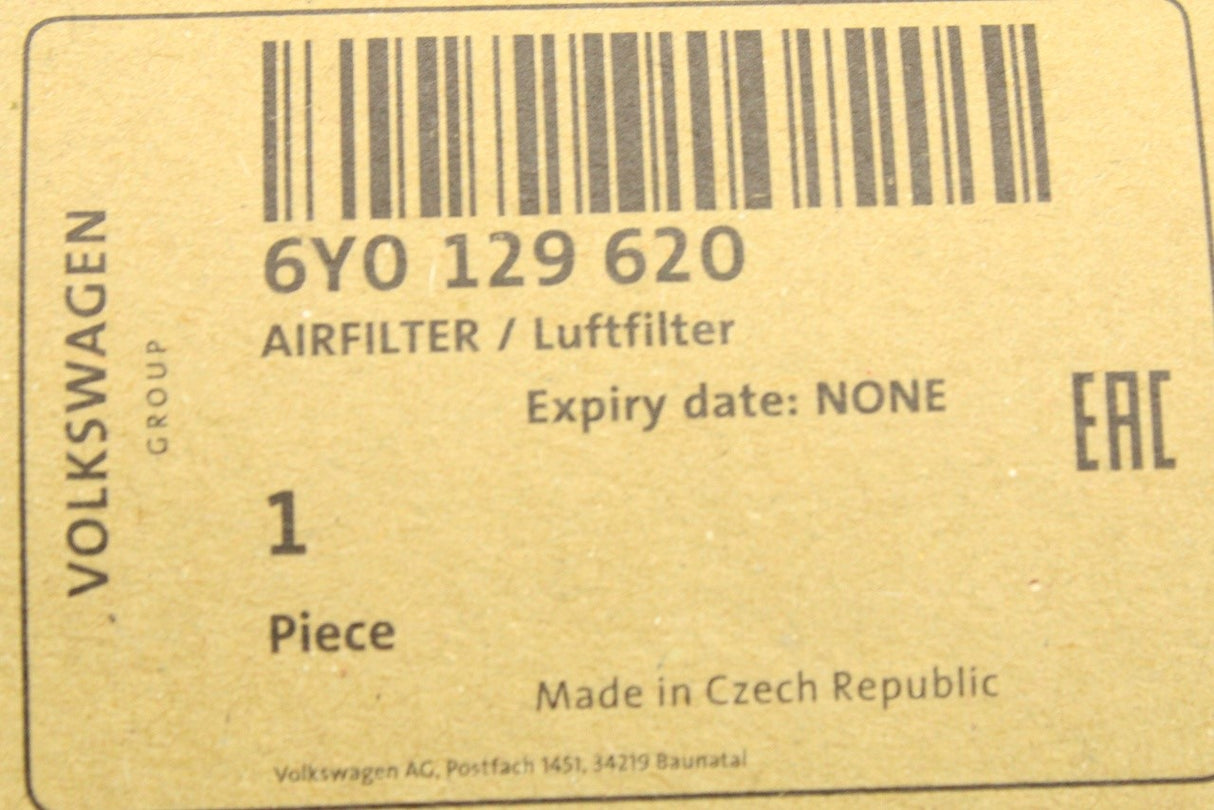 VOLKSWAGEN
GROUP
6Y0 129 620
AIRFILTER / Luftfilter
Expiry date: NONE
EAC
1
Piece
Made in Czech Republic
Volkswagen AG, Postfach 1451, 34219 Baunatal